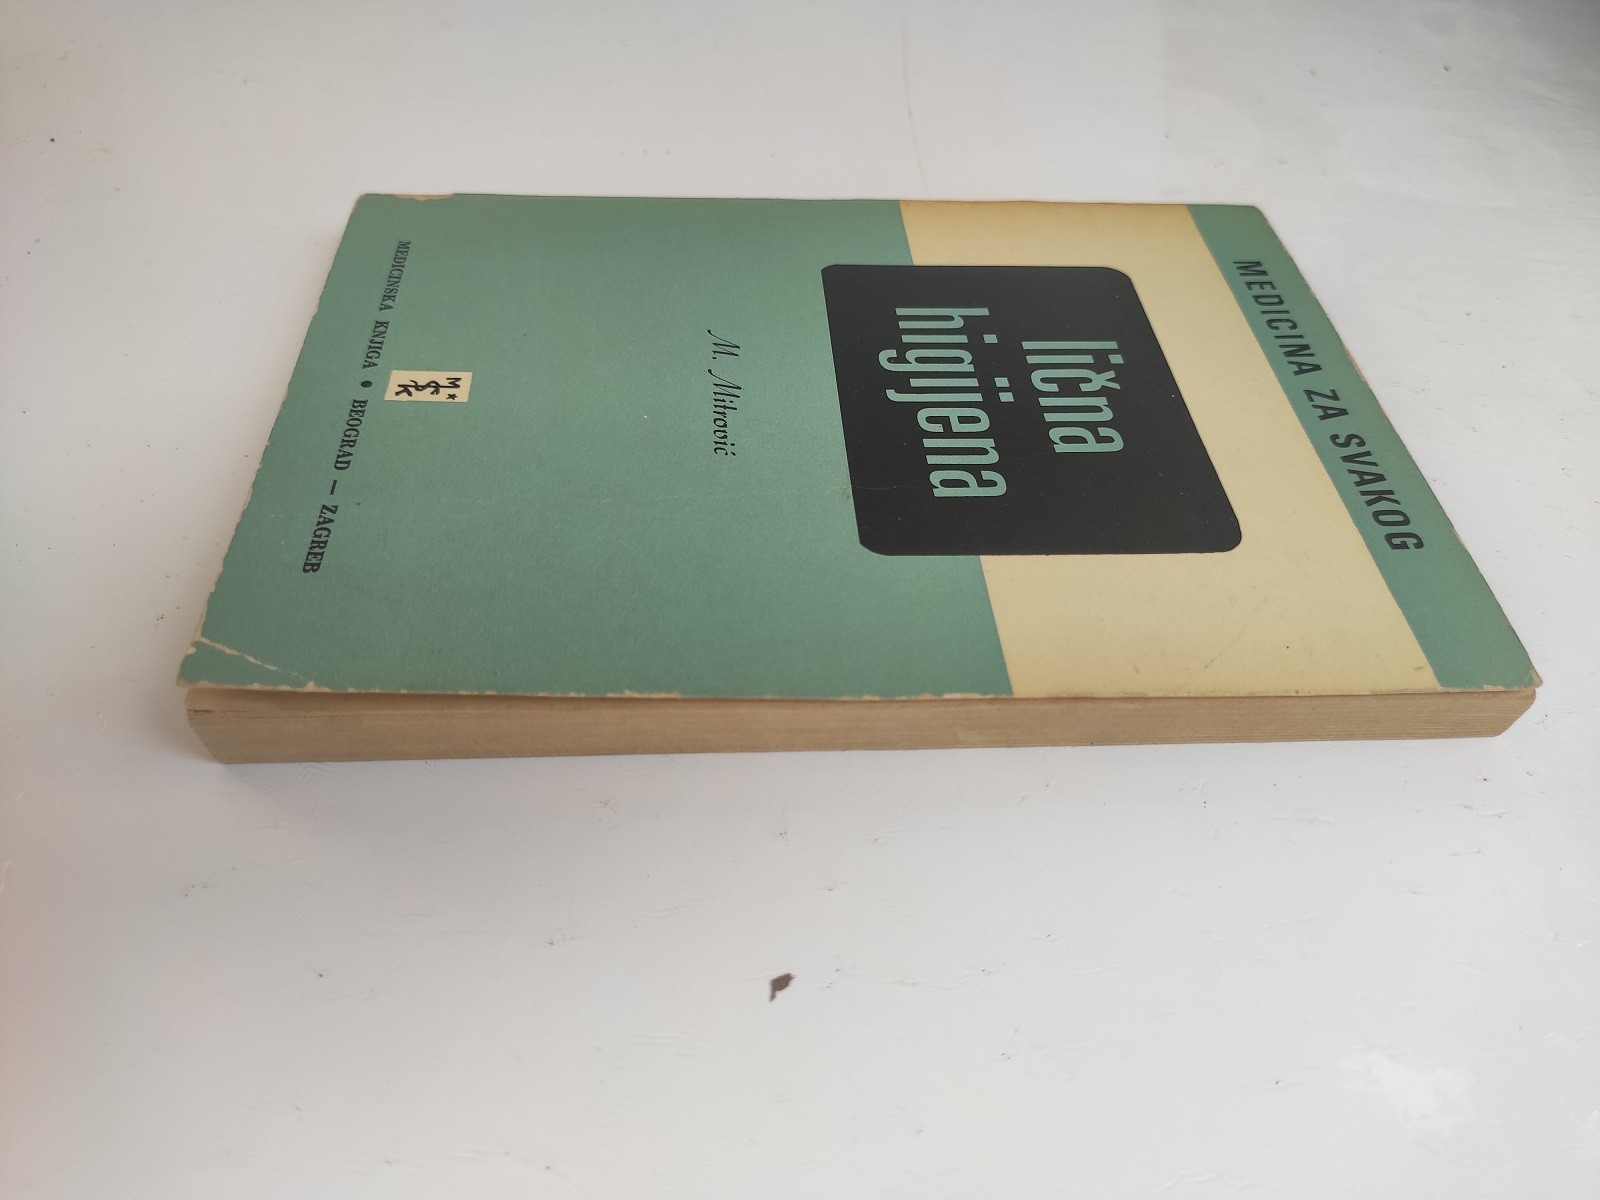 MEDICINA ZA SVAKOG
lična
higijena
M. Mitrović
M
K
MEDICINSKA KNJIGA • BEOGRAD — ZAGREB